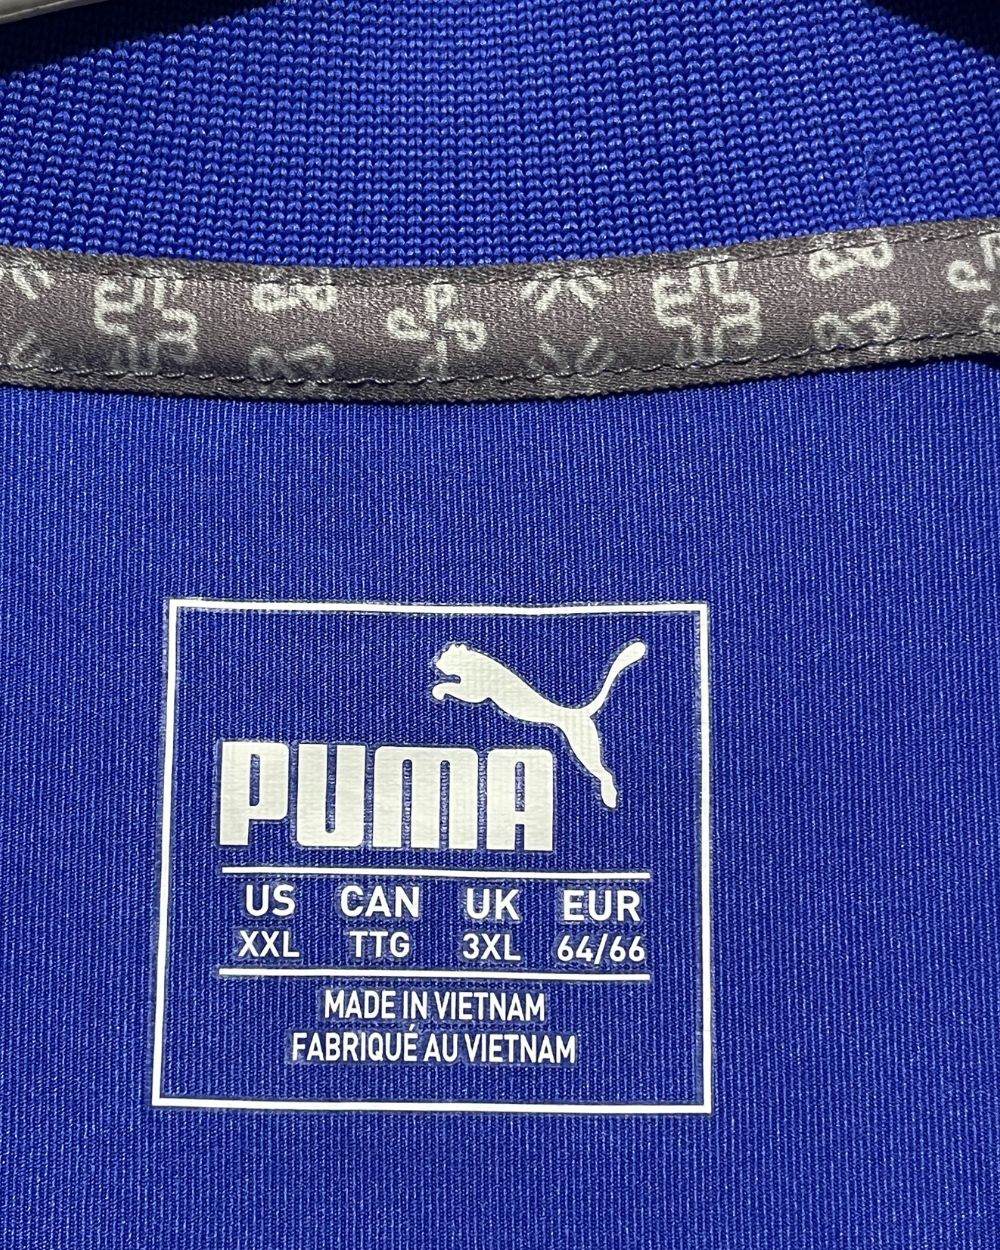 PUMA
US CAN UK EUR
XXL TTG 3XL 64/66
MADE IN VIETNAM
FABRIQUÉ AU VIETNAM